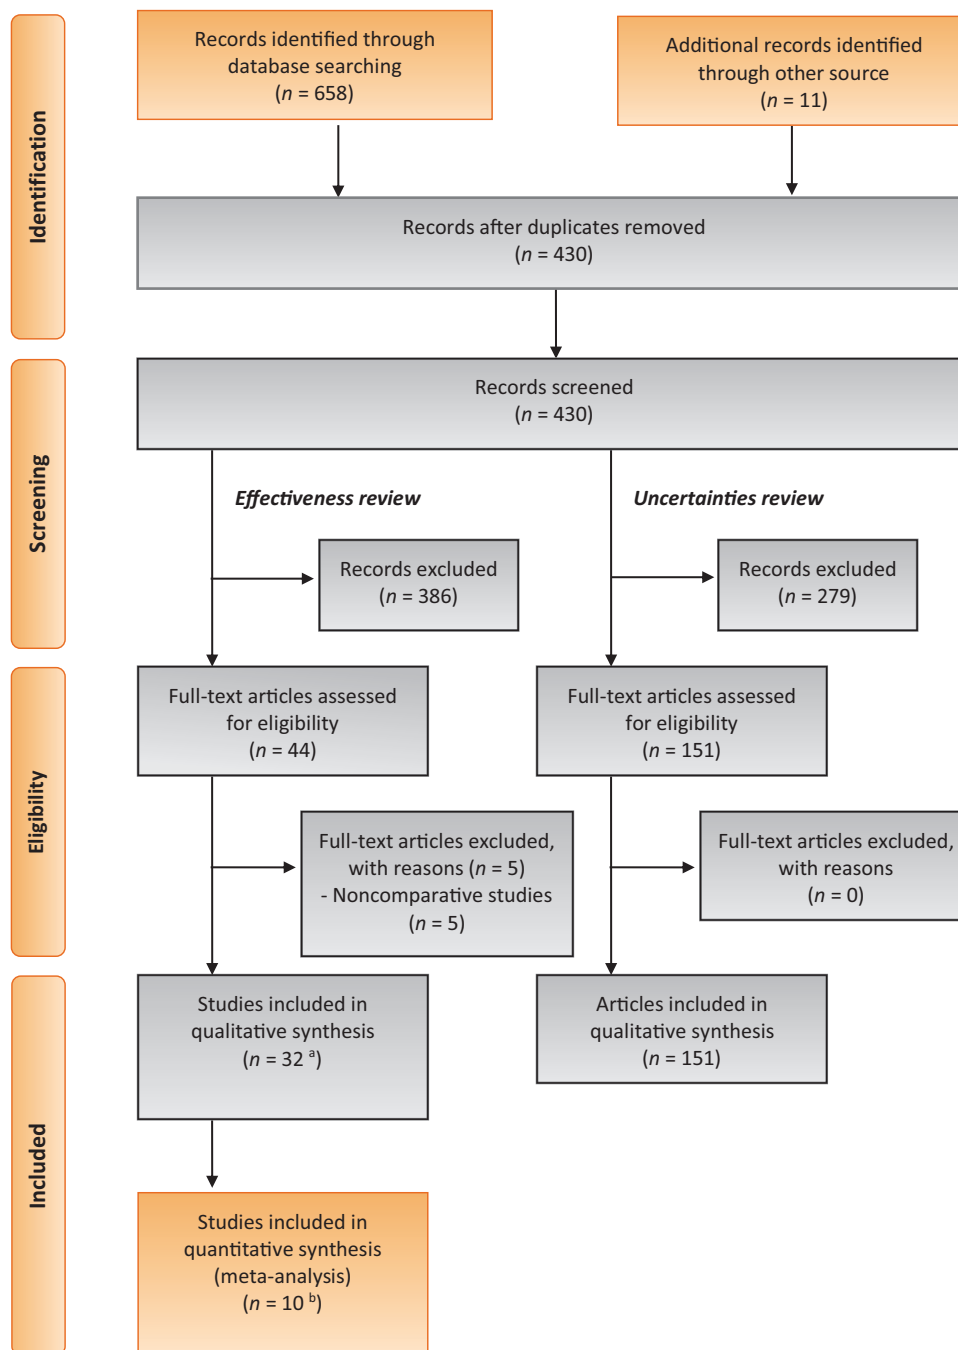 Identification
Records identified through
database searching
(n = 658)
Additional records identified
through other source
(n = 11)
Records after duplicates removed
(n = 430)
Screening
Records screened
(n = 430)
Effectiveness review
Uncertainties review
Records excluded
(n = 386)
Records excluded
(n = 279)
Eligibility
Full-text articles assessed
for eligibility
(n = 44)
Full-text articles assessed
for eligibility
(n = 151)
Full-text articles excluded,
with reasons (n = 5)
- Noncomparative studies
(n = 5)
Full-text articles excluded,
with reasons
(n = 0)
Included
Studies included in
qualitative synthesis
(n = 32 a)
Articles included in
qualitative synthesis
(n = 151)
Studies included in
quantitative synthesis
(meta-analysis)
(n = 10 b)